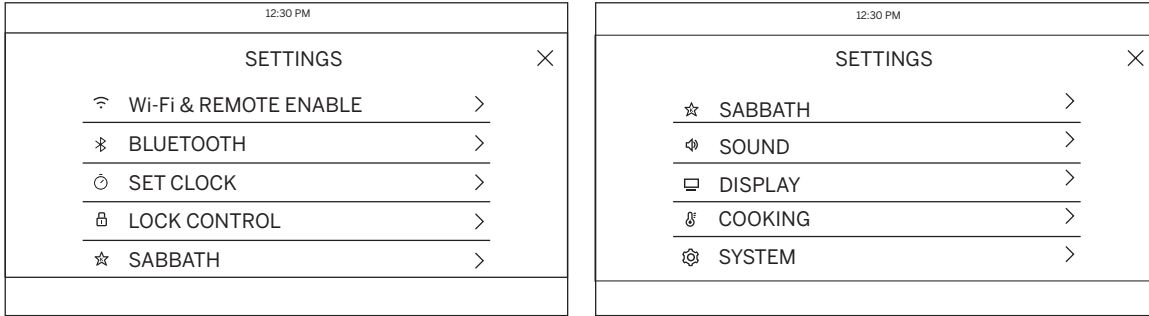 12:30 PM
SETTINGS
Wi-Fi & REMOTE ENABLE
BLUETOOTH
SET CLOCK
LOCK CONTROL
SABBATH
12:30 PM
SETTINGS
SABBATH
SOUND
DISPLAY
COOKING
SYSTEM